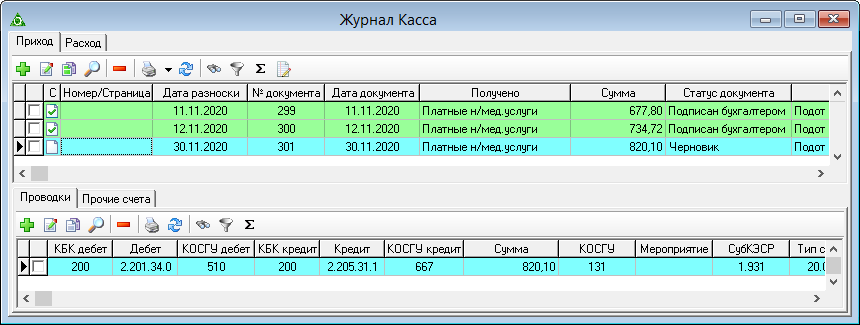 Журнал Касса
Приход Расход
С Номер/Страница Дата разноски № документа Дата документа Получено Сумма Статус документа
11.11.2020 299 11.11.2020 Платные н/мед.услуги 677,80 Подписан бухгалтером Подот
12.11.2020 300 12.11.2020 Платные н/мед.услуги 734,72 Подписан бухгалтером Подот
30.11.2020 301 30.11.2020 Платные н/мед.услуги 820,10 Черновик Подот
Проводки Прочие счета
КБК дебет Дебет КОСГУ дебет КБК кредит Кредит КОСГУ кредит Сумма КОСГУ Мероприятие СубКЭСР Тип с
200 2.201.34.0 510 200 2.205.31.1 667 820,10 131 1.931 20.0